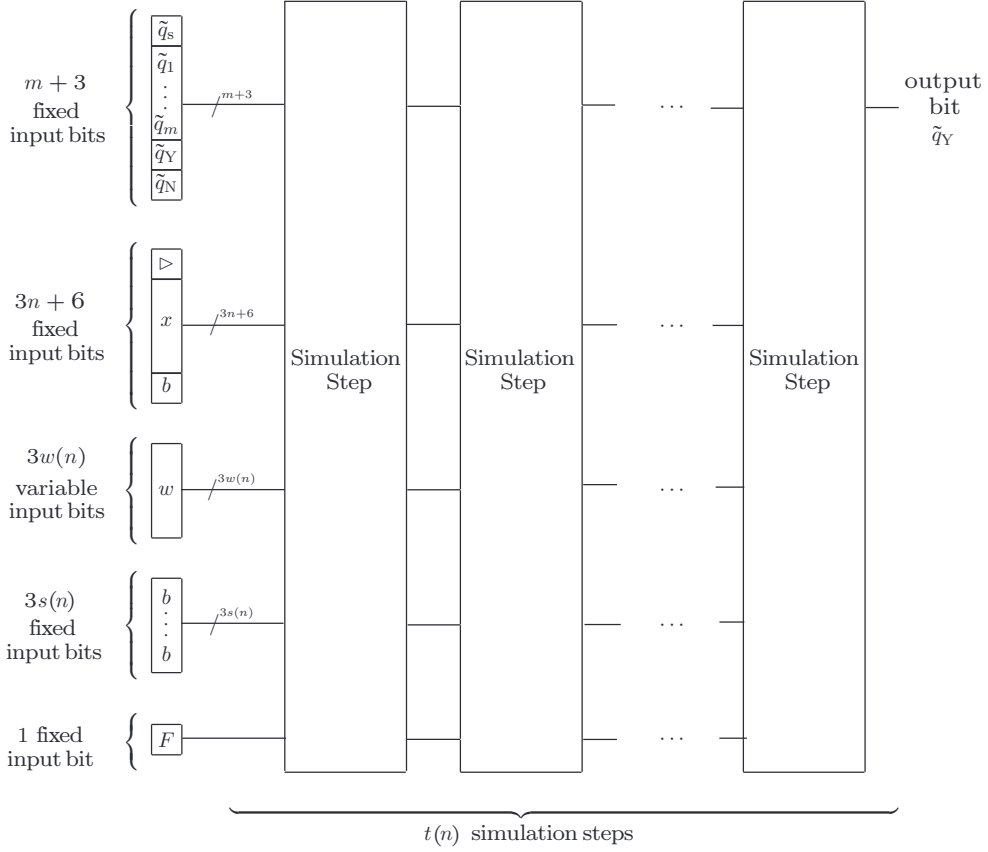 m + 3
fixed
input bits
q̃s
q̃1
⋮
q̃m
q̃Y
q̃N
m+3
···
output
bit
q̃Y
3n + 6
fixed
input bits
▷
x
b
3n+6
···
Simulation
Step
Simulation
Step
Simulation
Step
3w(n)
variable
input bits
w
3w(n)
···
3s(n)
fixed
input bits
b
⋮
b
3s(n)
···
1 fixed
input bit
F
···
t(n) simulation steps